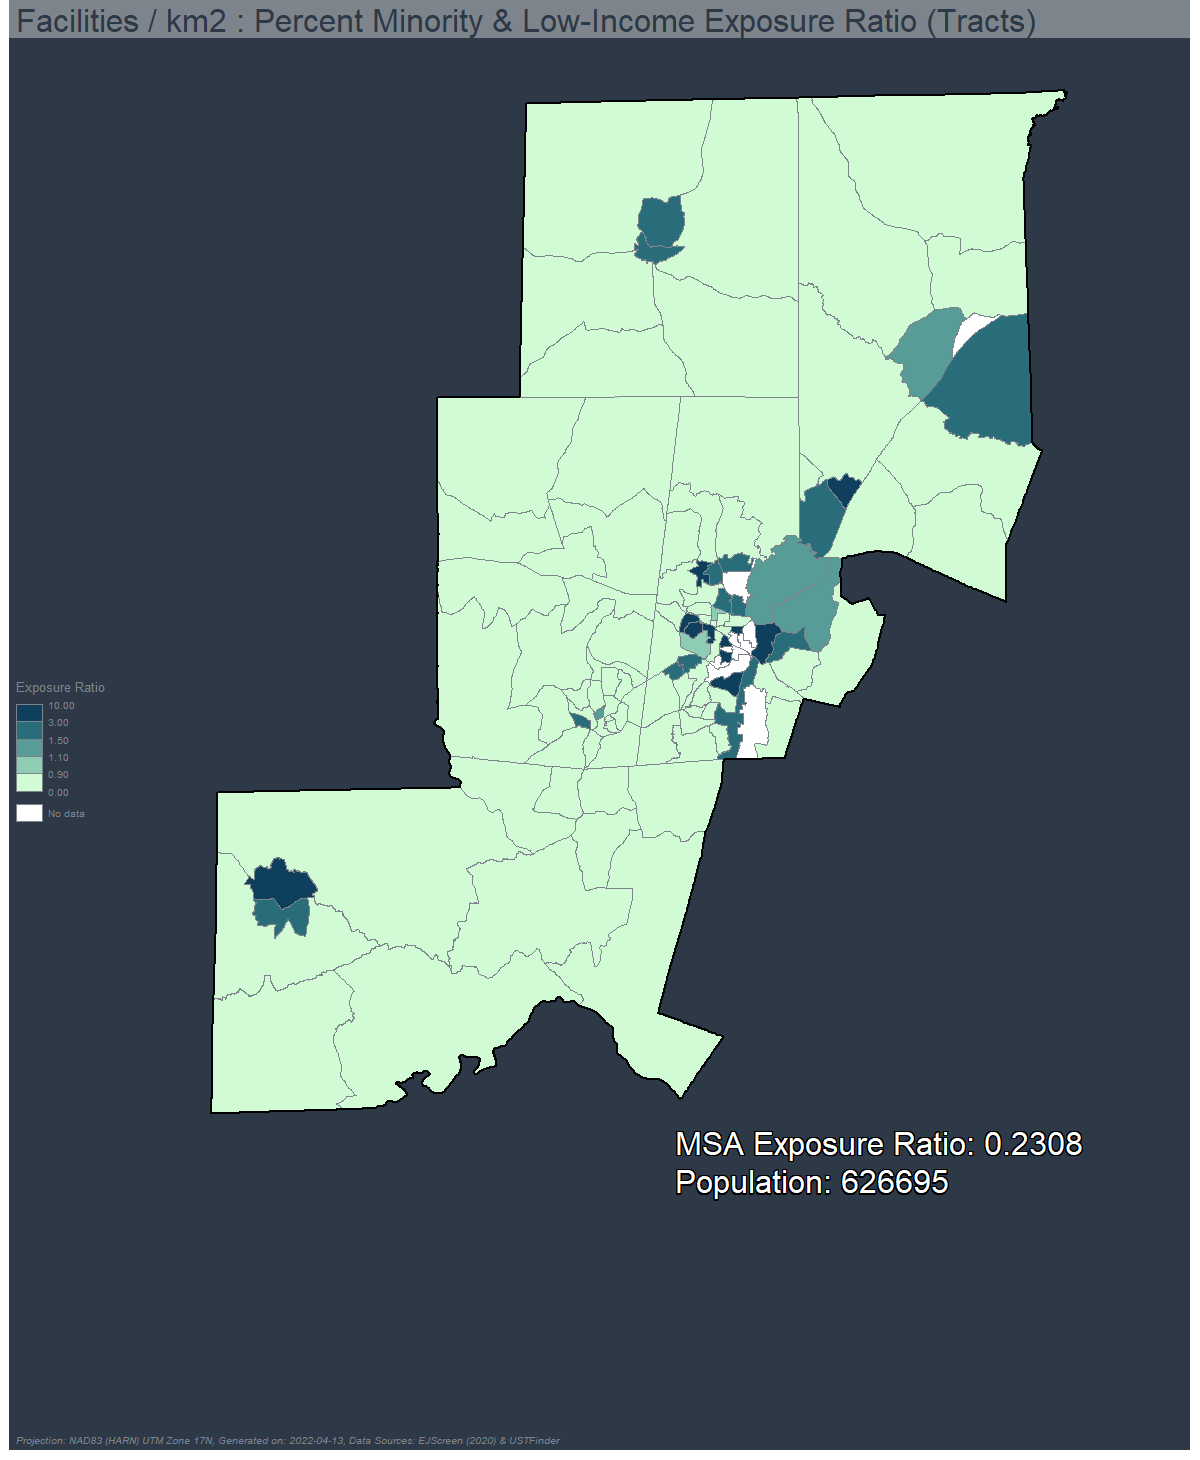 Facilities / km2 : Percent Minority & Low-Income Exposure Ratio (Tracts)
Exposure Ratio
10.00
3.00
1.50
1.10
0.90
0.00
No data
MSA Exposure Ratio: 0.2308
Population: 626695
Projection: NAD83 (HARN) UTM Zone 17N, Generated on: 2022-04-13, Data Sources: EJScreen (2020) & USTFinder